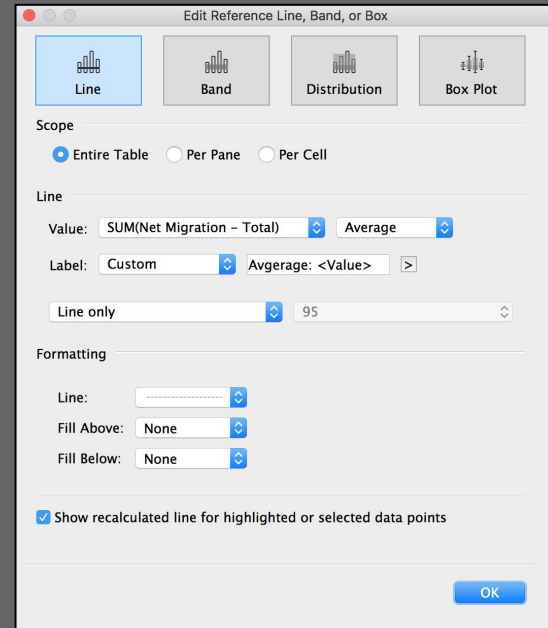 Edit Reference Line, Band, or Box
Line Band Distribution Box Plot
Scope
Entire Table Per Pane Per Cell
Line
Value: SUM(Net Migration – Total) Average
Label: Custom Avgerage: <Value> >
Line only 95
Formatting
Line:
Fill Above: None
Fill Below: None
Show recalculated line for highlighted or selected data points
OK